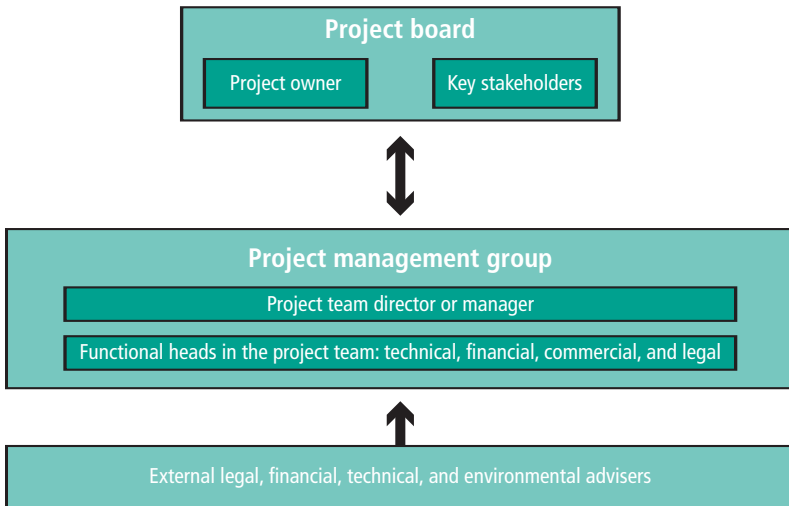 Project board
Project owner
Key stakeholders
Project management group
Project team director or manager
Functional heads in the project team: technical, financial, commercial, and legal
External legal, financial, technical, and environmental advisers